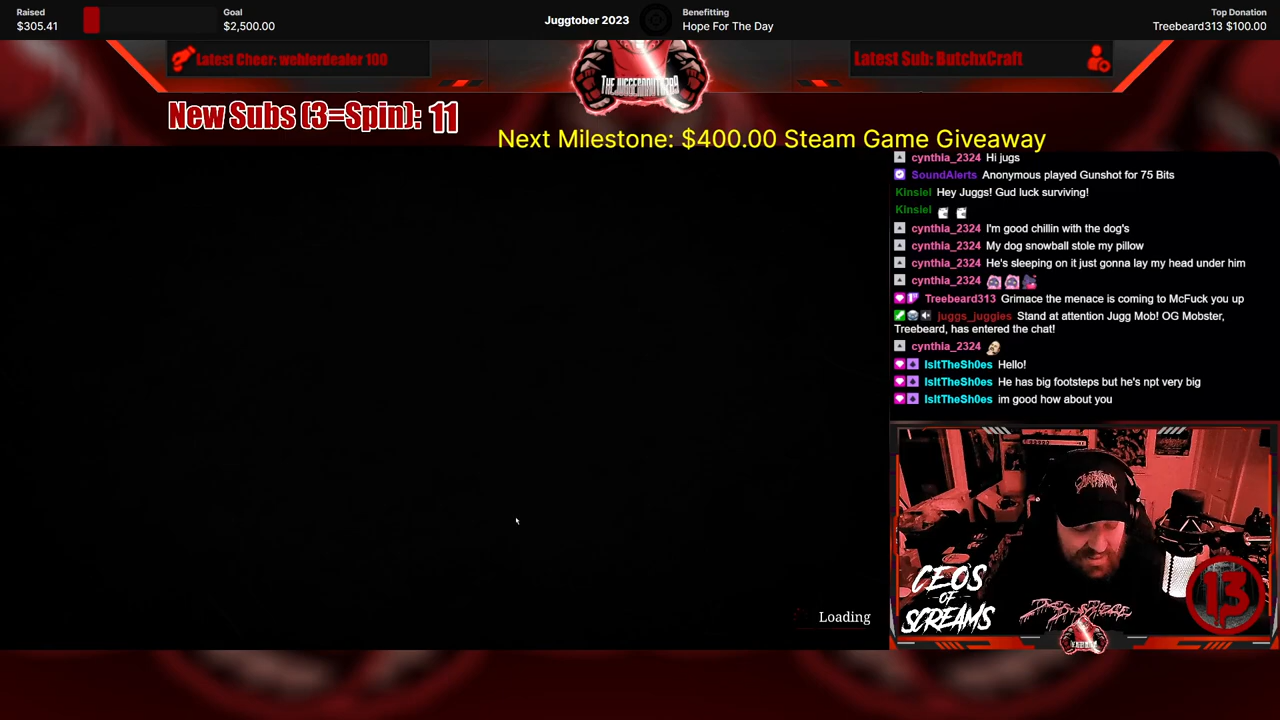 Raised
$305.41
Goal
$2,500.00
Juggtober 2023
Benefitting
Hope For The Day
Top Donation
Treebeard313 $100.00
Latest Cheer: wehlerdealer 100
THEJUGGERNAUT0289
Latest Sub: ButchxCraft
New Subs (3=Spin): 11
Next Milestone: $400.00 Steam Game Giveaway
cynthia_2324 Hi jugs
SoundAlerts Anonymous played Gunshot for 75 Bits
Kinsiel Hey Juggs! Gud luck surviving!
Kinsiel
cynthia_2324 I'm good chillin with the dog's
cynthia_2324 My dog snowball stole my pillow
cynthia_2324 He's sleeping on it just gonna lay my head under him
cynthia_2324
Treebeard313 Grimace the menace is coming to McFuck you up
juggs_juggies Stand at attention Jugg Mob! OG Mobster,
Treebeard, has entered the chat!
cynthia_2324
IsItTheSh0es Hello!
IsItTheSh0es He has big footsteps but he's npt very big
IsItTheSh0es im good how about you
Loading
CEOS
OF
SCREAMS
13